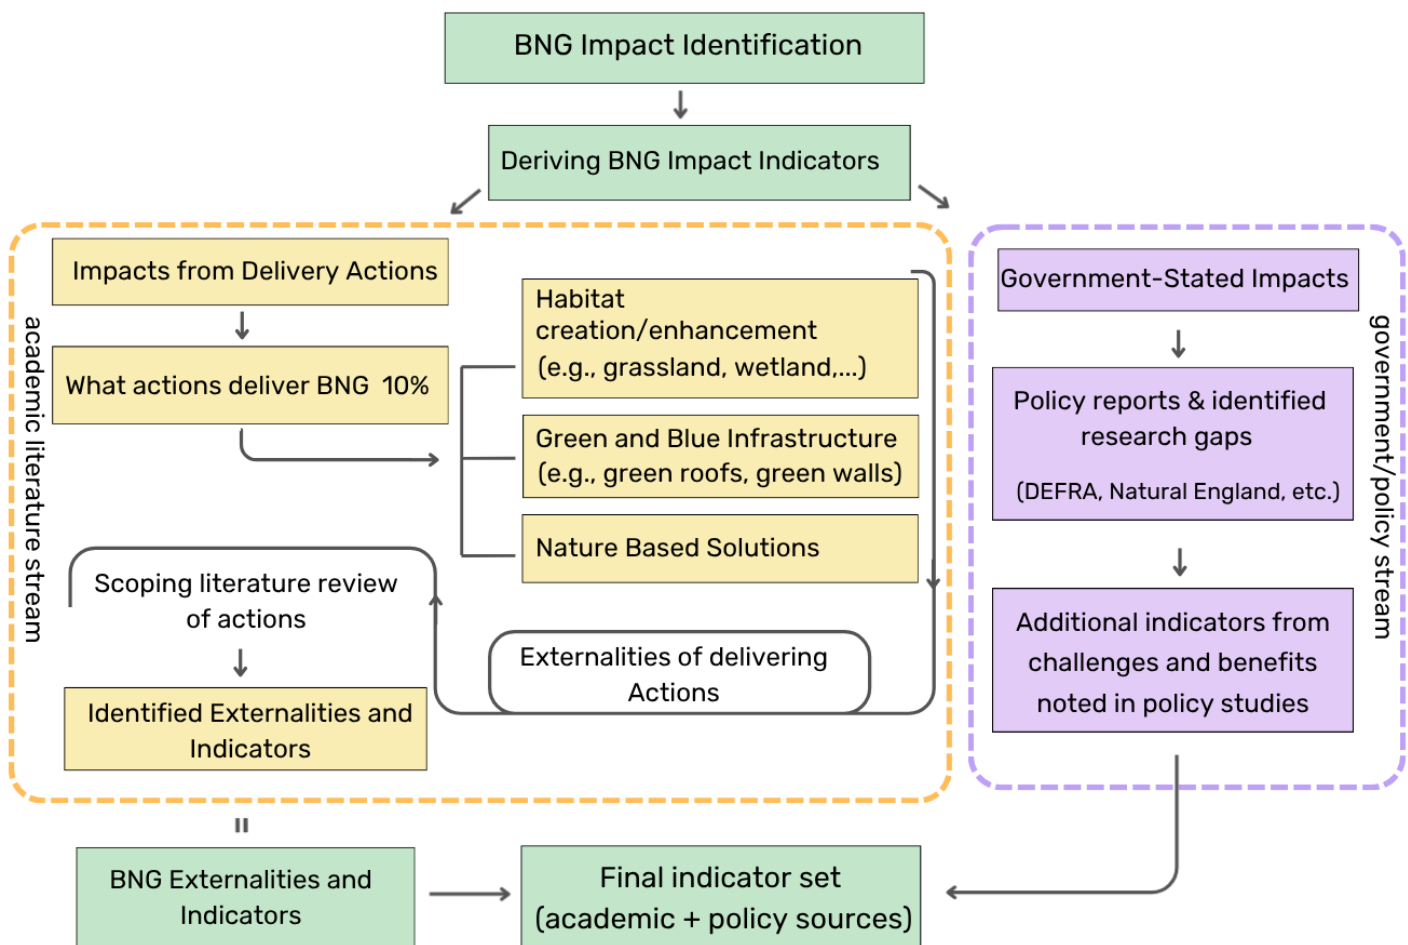 BNG Impact Identification
Deriving BNG Impact Indicators
academic literature stream
Impacts from Delivery Actions
What actions deliver BNG 10%
Habitat
creation/enhancement
(e.g., grassland, wetland,...)
Green and Blue Infrastructure
(e.g., green roofs, green walls)
Nature Based Solutions
Externalities of delivering
Actions
Scoping literature review
of actions
Identified Externalities and
Indicators
government/policy stream
Government-Stated Impacts
Policy reports & identified
research gaps
(DEFRA, Natural England, etc.)
Additional indicators from
challenges and benefits
noted in policy studies
BNG Externalities and
Indicators
Final indicator set
(academic + policy sources)